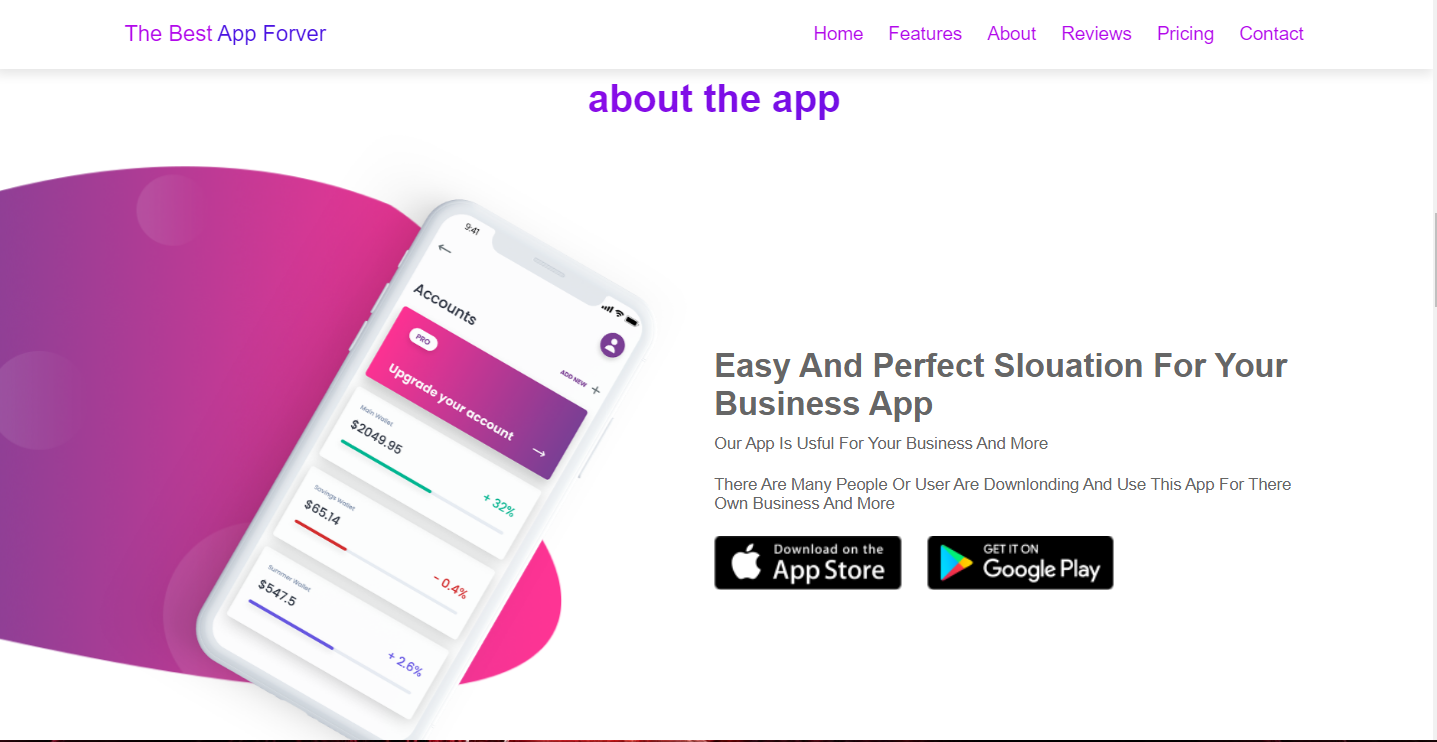 The Best App Forver
Home Features About Reviews Pricing Contact
about the app
9:41
Accounts
PRO
ADD NEW +
Upgrade your account
Main Wallet
$2049.95
+ 32%
Savings Wallet
$65.14
- 0.4%
Summer Wallet
$547.5
+ 2.6%
Easy And Perfect Slouation For Your
Business App
Our App Is Usful For Your Business And More
There Are Many People Or User Are Downlonding And Use This App For There
Own Business And More
Download on the
App Store
GET IT ON
Google Play